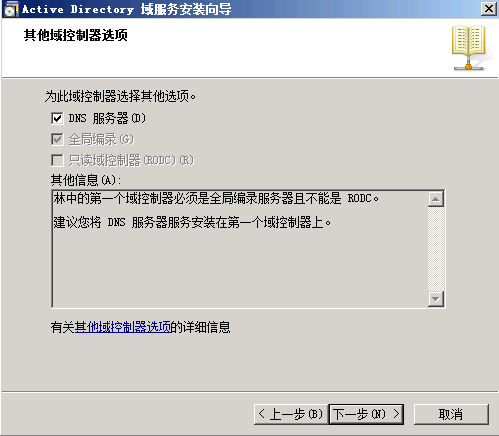 Active Directory 域服务安装向导
其他域控制器选项
为此域控制器选择其他选项。
DNS 服务器(D)
全局编录(G)
只读域控制器(RODC)(R)
其他信息(A):
林中的第一个域控制器必须是全局编录服务器且不能是 RODC。
建议您将 DNS 服务器服务安装在第一个域控制器上。
有关其他域控制器选项的详细信息
< 上一步(B) 下一步(N) > 取消